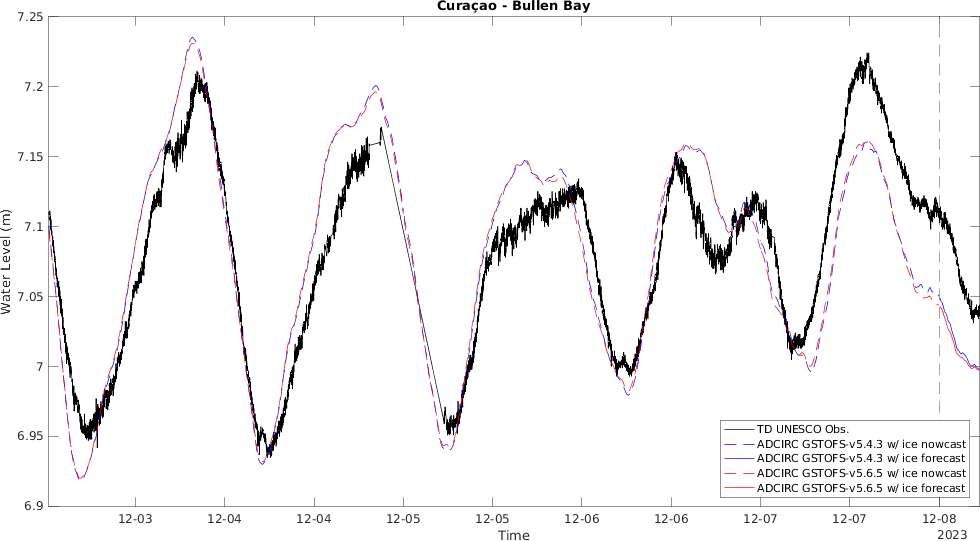 Curaçao - Bullen Bay
Water Level (m)
7.25
7.2
7.15
7.1
7.05
7
6.95
6.9
TD UNESCO Obs.
ADCIRC GSTOFS-v5.4.3 w/ ice nowcast
ADCIRC GSTOFS-v5.4.3 w/ ice forecast
ADCIRC GSTOFS-v5.6.5 w/ ice nowcast
ADCIRC GSTOFS-v5.6.5 w/ ice forecast
12-03 12-04 12-04 12-05 12-05 12-06 12-06 12-07 12-07 12-08
2023
Time